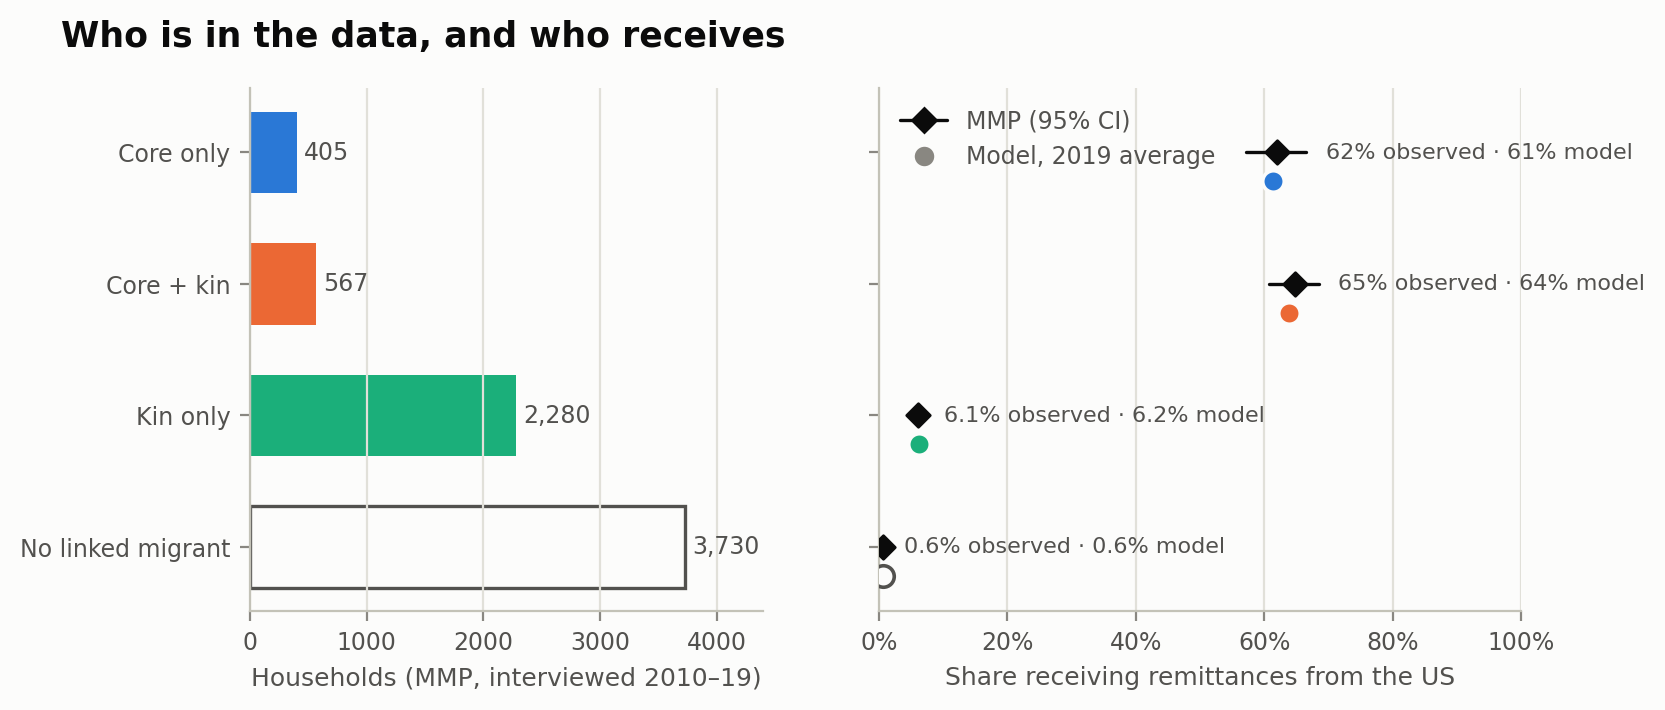 Who is in the data, and who receives
Core only
405
Core + kin
567
Kin only
2,280
No linked migrant
3,730
0
1000
2000
3000
4000
Households (MMP, interviewed 2010–19)
MMP (95% CI)
Model, 2019 average
62% observed · 61% model
65% observed · 64% model
6.1% observed · 6.2% model
0.6% observed · 0.6% model
0%
20%
40%
60%
80%
100%
Share receiving remittances from the US